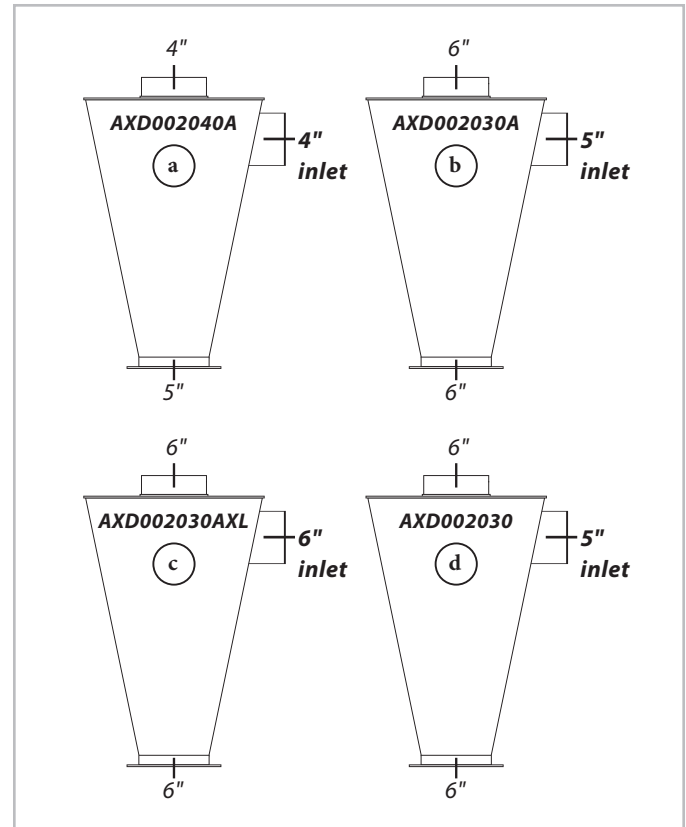 4"
AXD002040A
a
4"
inlet
5"
6"
AXD002030A
b
5"
inlet
6"
6"
AXD002030AXL
c
6"
inlet
6"
6"
AXD002030
d
5"
inlet
6"